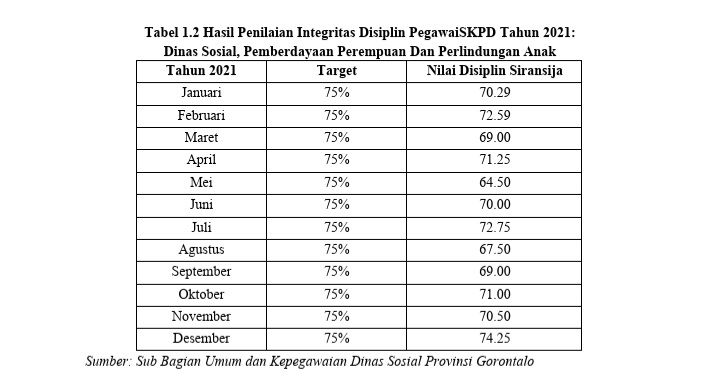 Tabel 1.2 Hasil Penilaian Integritas Disiplin PegawaiSKPD Tahun 2021:
Dinas Sosial, Pemberdayaan Perempuan Dan Perlindungan Anak
Tahun 2021 Target Nilai Disiplin Siransija
Januari 75% 70.29
Februari 75% 72.59
Maret 75% 69.00
April 75% 71.25
Mei 75% 64.50
Juni 75% 70.00
Juli 75% 72.75
Agustus 75% 67.50
September 75% 69.00
Oktober 75% 71.00
November 75% 70.50
Desember 75% 74.25
Sumber: Sub Bagian Umum dan Kepegawaian Dinas Sosial Provinsi Gorontalo